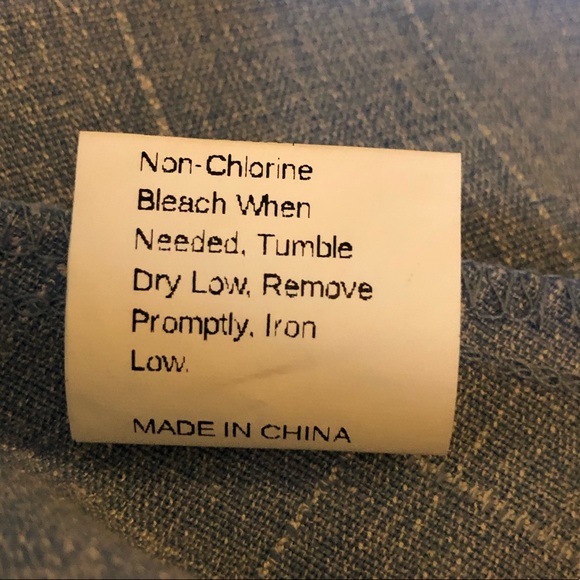 Non-Chlorine
Bleach When
Needed, Tumble
Dry Low, Remove
Promptly, Iron
Low.
MADE IN CHINA